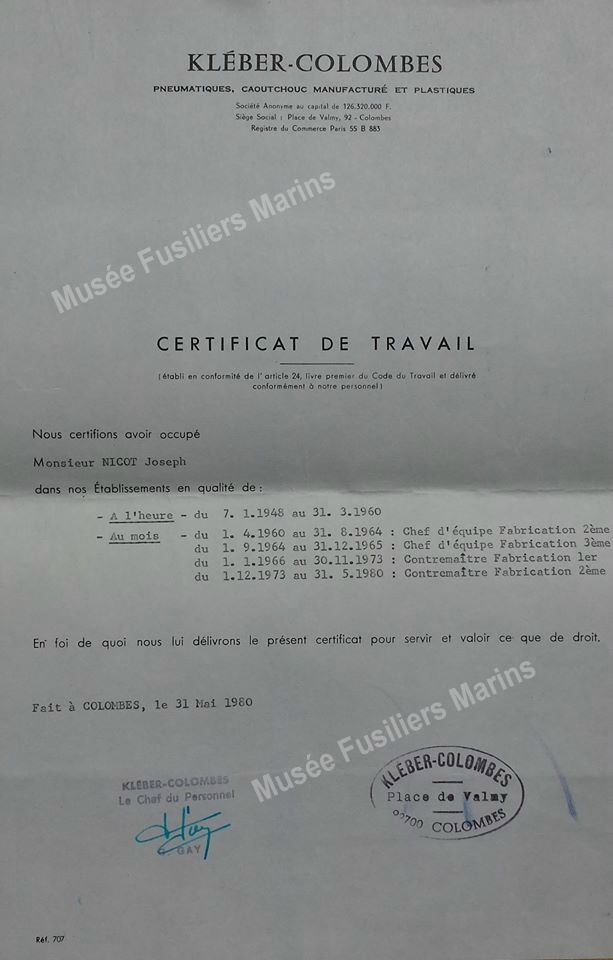 KLÉBER-COLOMBES
PNEUMATIQUES, CAOUTCHOUC MANUFACTURÉ ET PLASTIQUES
Société Anonyme au capital de 126.320.000 F.
Siège Social : Place de Valmy, 92 - Colombes
Registre du Commerce Paris 55 B 883
Musée Fusiliers Marins
CERTIFICAT DE TRAVAIL
(établi en conformité de l'article 24, livre premier du Code du Travail et délivré
conformément à notre personnel)
Nous certifions avoir occupé
Monsieur NICOT Joseph
dans nos Établissements en qualité de :
- A l'heure - du 7. 1.1948 au 31. 3.1960
- Au mois - du 1. 4.1960 au 31. 8.1964 : Chef d'équipe Fabrication 2ème
du 1. 9.1964 au 31.12.1965 : Chef d'équipe Fabrication 3ème
du 1. 1.1966 au 30.11.1973 : Contremaître Fabrication 1er
du 1.12.1973 au 31. 5.1980 : Contremaître Fabrication 2ème
En foi de quoi nous lui délivrons le présent certificat pour servir et valoir ce que de droit.
Fait à COLOMBES, le 31 Mai 1980
Musée Fusiliers Marins
KLÉBER-COLOMBES
Le Chef du Personnel
GAY
KLÉBER-COLOMBES
Place de Valmy
92700 COLOMBES
Réf. 707